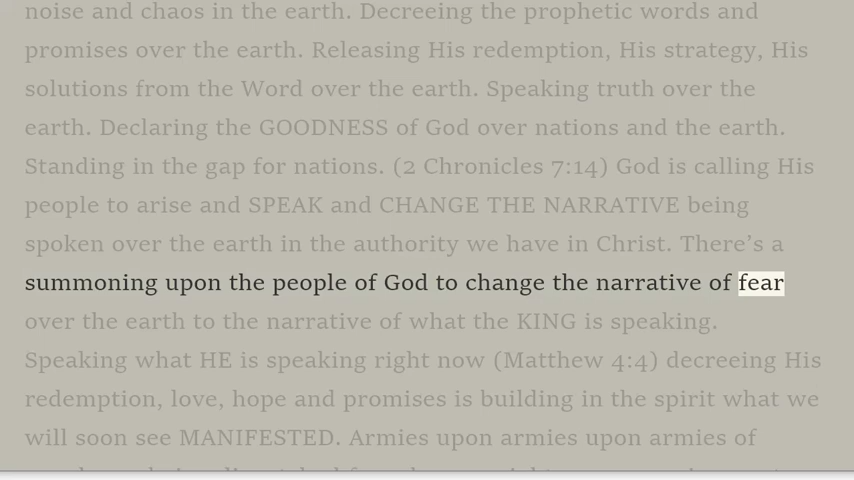 noise and chaos in the earth. Decreeing the prophetic words and
promises over the earth. Releasing His redemption, His strategy, His
solutions from the Word over the earth. Speaking truth over the
earth. Declaring the GOODNESS of God over nations and the earth.
Standing in the gap for nations. (2 Chronicles 7:14) God is calling His
people to arise and SPEAK and CHANGE THE NARRATIVE being
spoken over the earth in the authority we have in Christ. There’s a
summoning upon the people of God to change the narrative of fear
over the earth to the narrative of what the KING is speaking.
Speaking what HE is speaking right now (Matthew 4:4) decreeing His
redemption, love, hope and promises is building in the spirit what we
will soon see MANIFESTED. Armies upon armies upon armies of